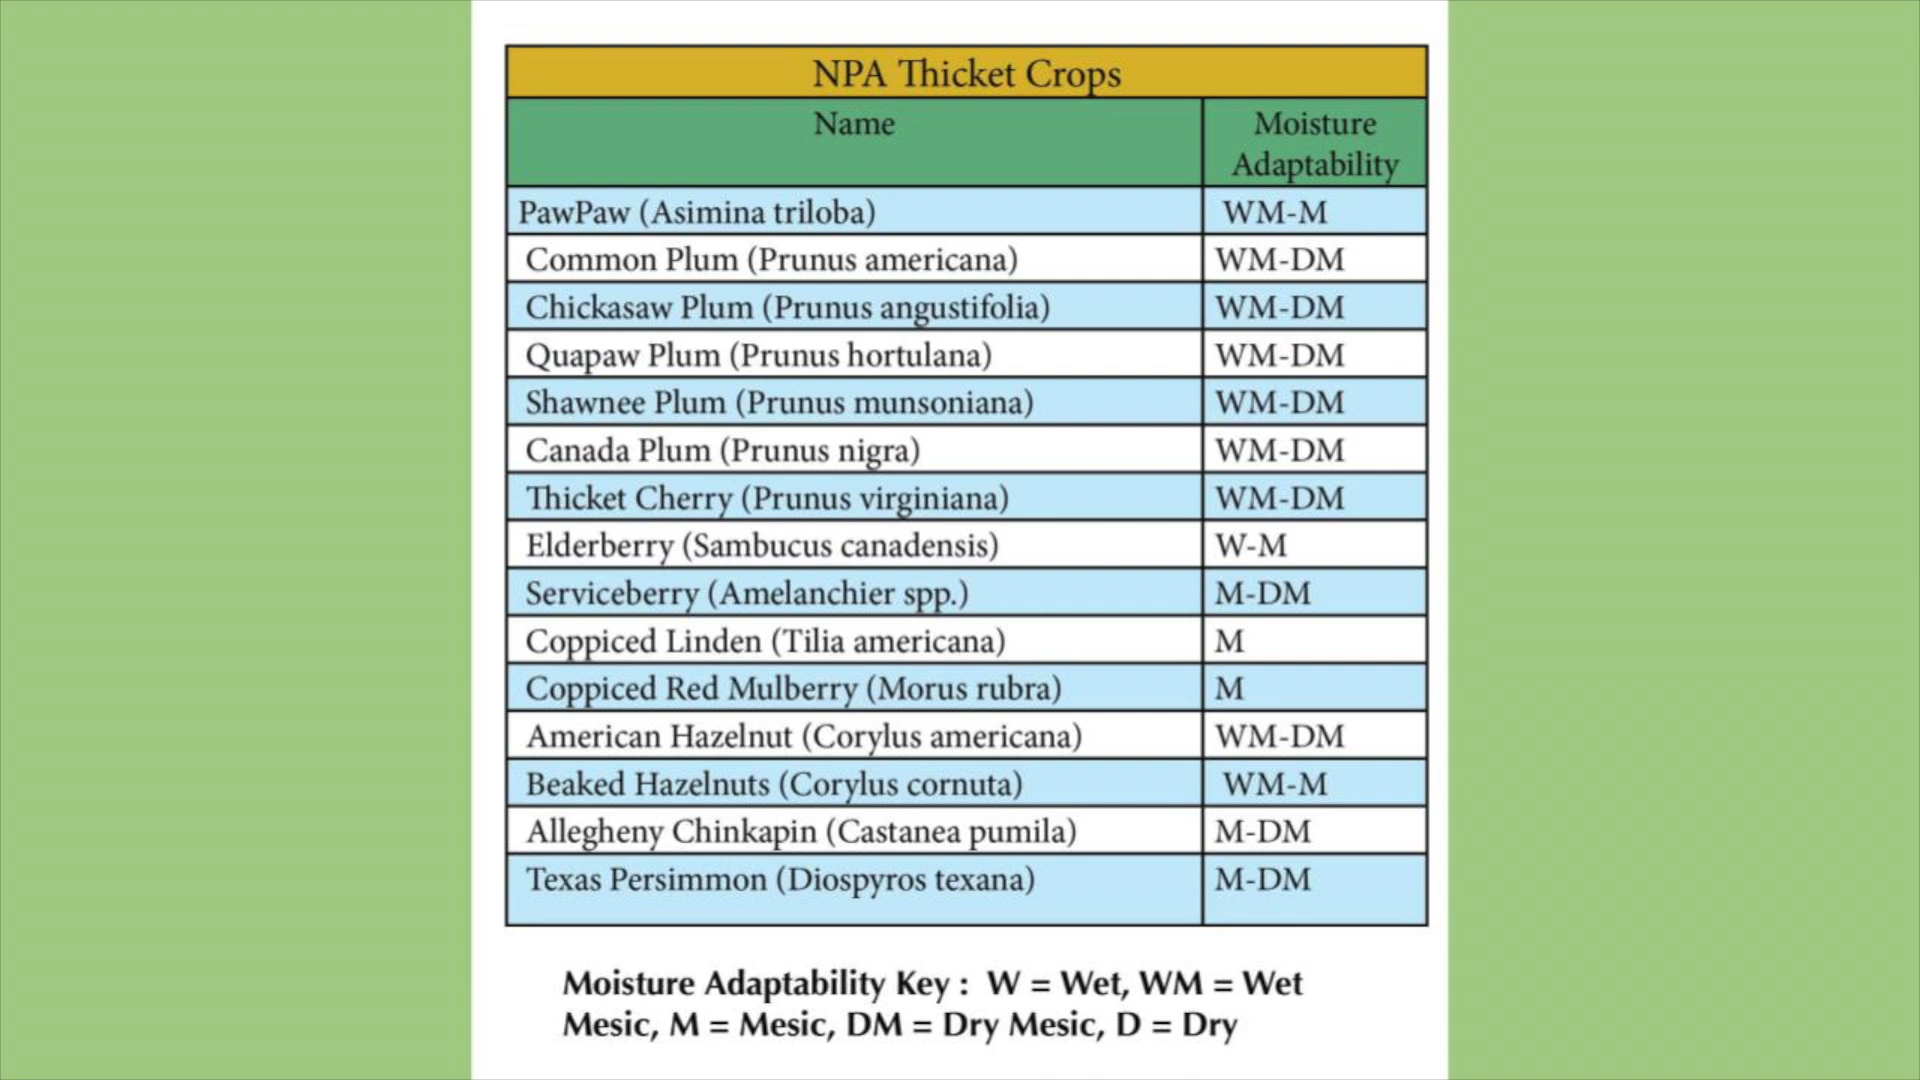 NPA Thicket Crops
Name
Moisture
Adaptability
PawPaw (Asimina triloba) WM-M
Common Plum (Prunus americana) WM-DM
Chickasaw Plum (Prunus angustifolia) WM-DM
Quapaw Plum (Prunus hortulana) WM-DM
Shawnee Plum (Prunus munsoniana) WM-DM
Canada Plum (Prunus nigra) WM-DM
Thicket Cherry (Prunus virginiana) WM-DM
Elderberry (Sambucus canadensis) W-M
Serviceberry (Amelanchier spp.) M-DM
Coppiced Linden (Tilia americana) M
Coppiced Red Mulberry (Morus rubra) M
American Hazelnut (Corylus americana) WM-DM
Beaked Hazelnuts (Corylus cornuta) WM-M
Allegheny Chinkapin (Castanea pumila) M-DM
Texas Persimmon (Diospyros texana) M-DM
Moisture Adaptability Key : W = Wet, WM = Wet
Mesic, M = Mesic, DM = Dry Mesic, D = Dry